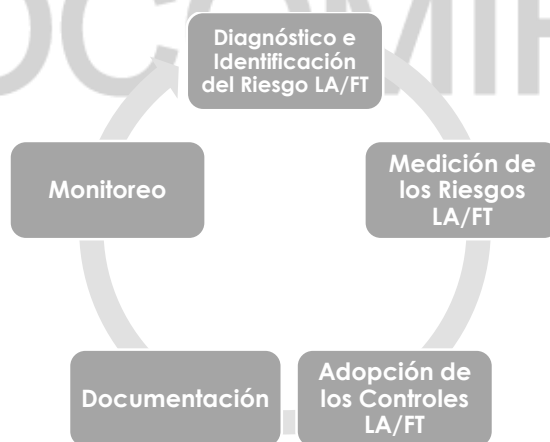 Diagnóstico e
Identificación
del Riesgo LA/FT
Medición de
los Riesgos
LA/FT
Adopción de
los Controles
LA/FT
Documentación
Monitoreo